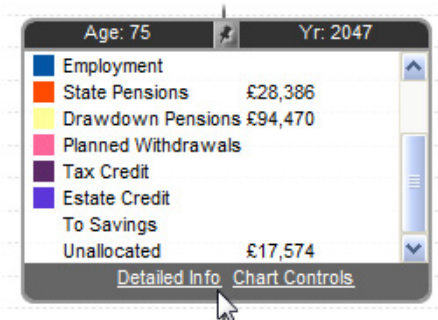 Age: 75 Yr: 2047
Employment
State Pensions £28,386
Drawdown Pensions £94,470
Planned Withdrawals
Tax Credit
Estate Credit
To Savings
Unallocated £17,574
Detailed Info Chart Controls